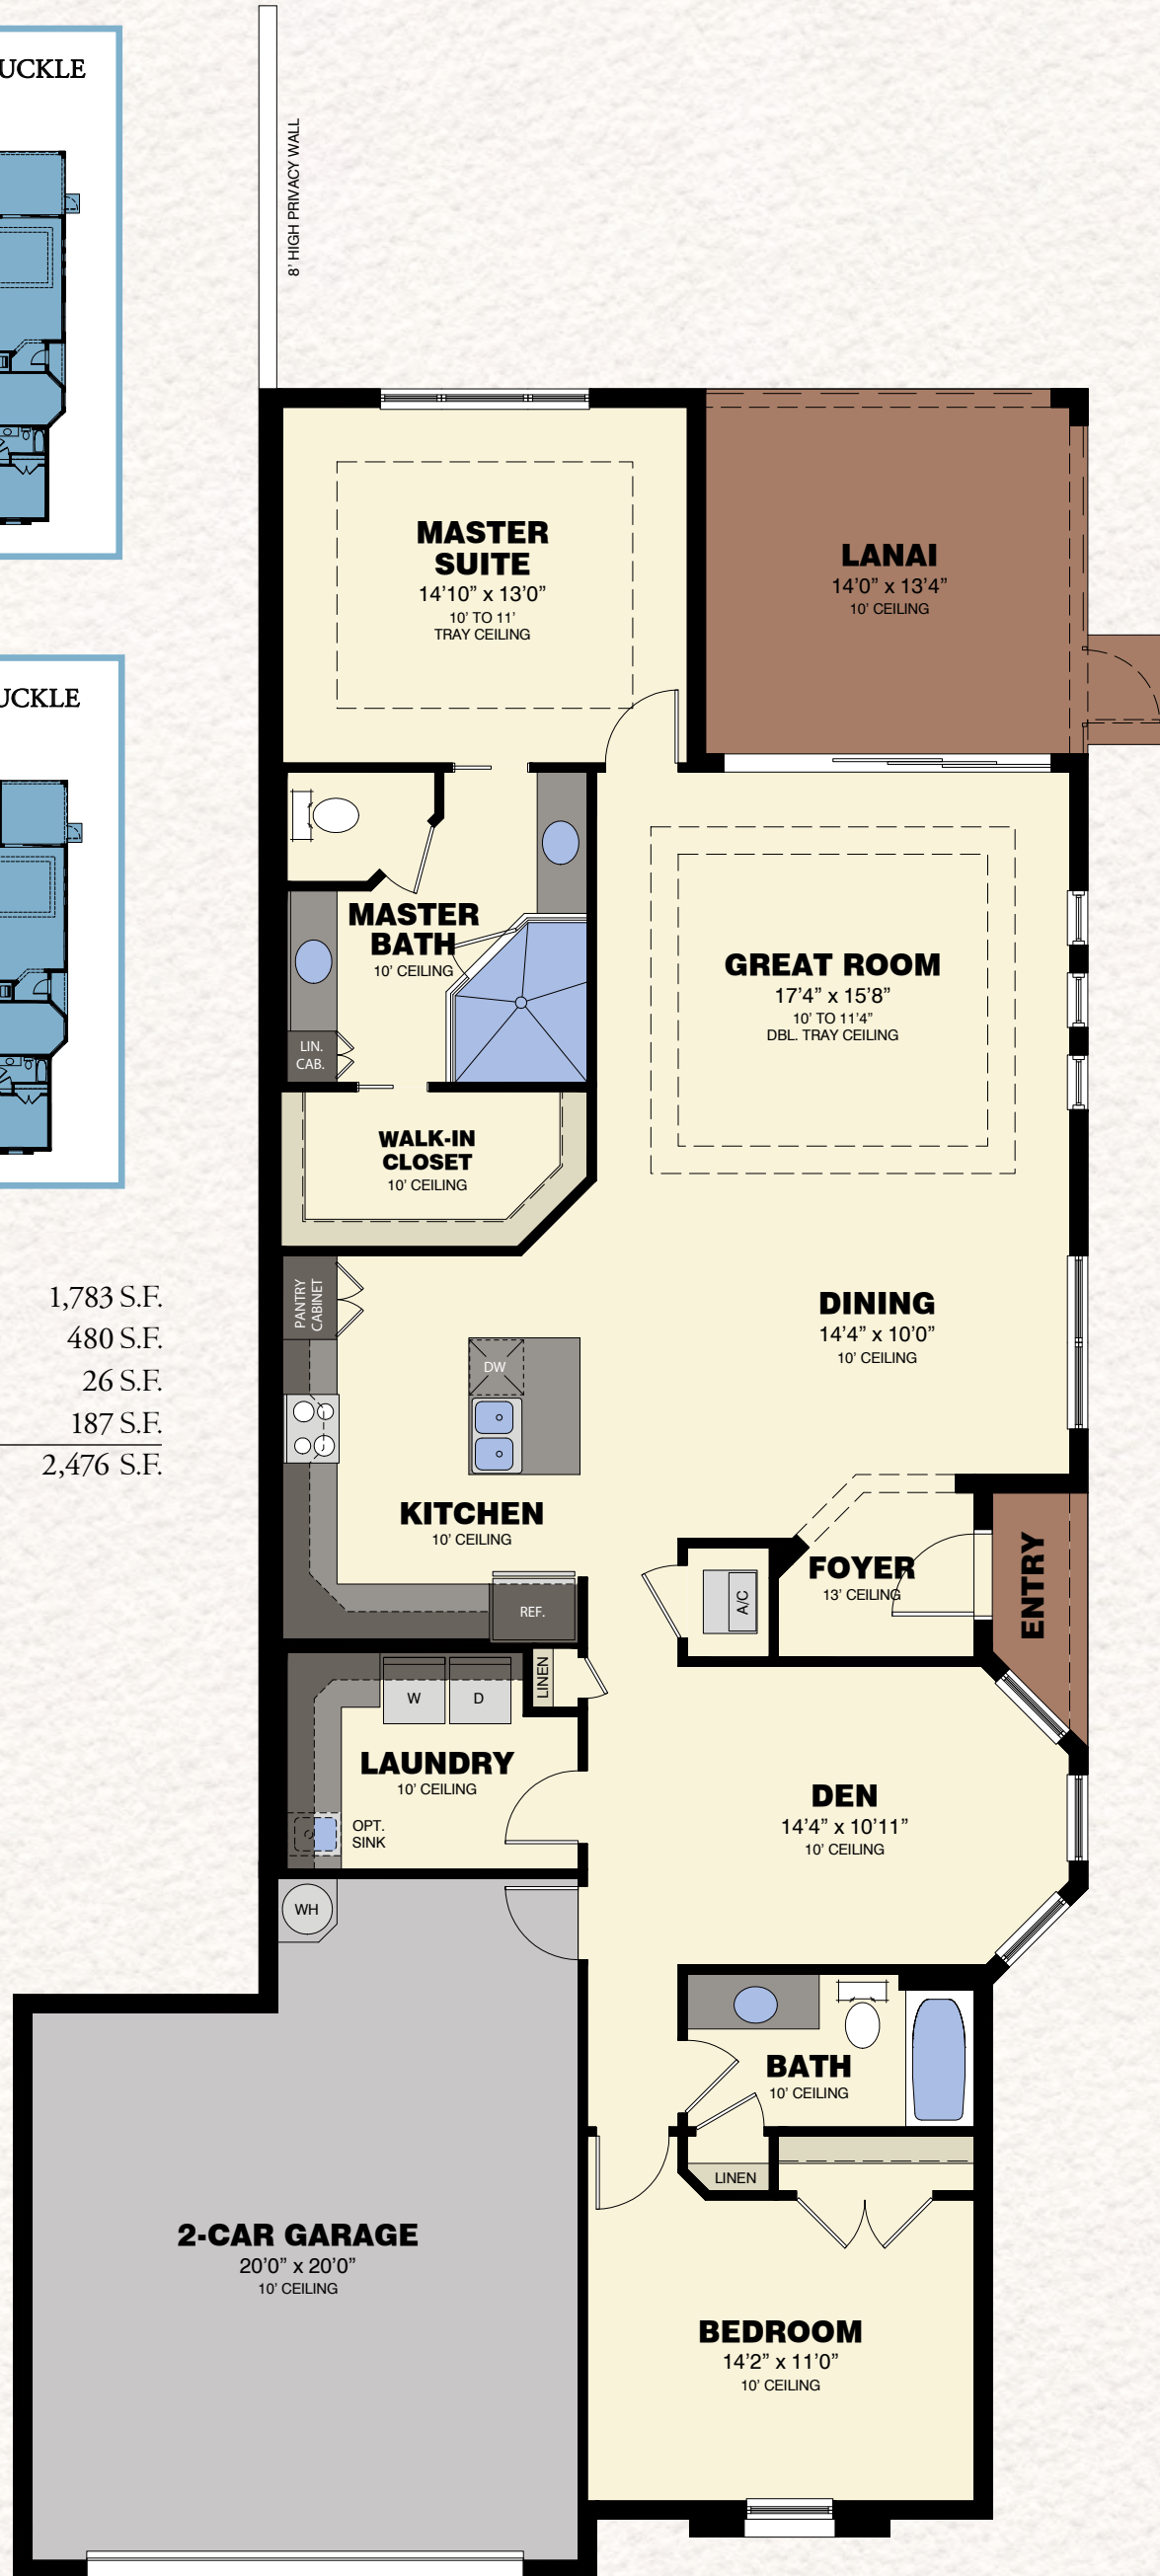 UCKLE
UCKLE
1,783 S.F.
480 S.F.
26 S.F.
187 S.F.
2,476 S.F.
8' HIGH PRIVACY WALL
MASTER
SUITE
14'10” x 13'0”
10' TO 11'
TRAY CEILING
LANAI
14'0” x 13'4”
10' CEILING
MASTER
BATH
10' CEILING
LIN.
CAB.
GREAT ROOM
17'4” x 15'8”
10' TO 11'4”
DBL. TRAY CEILING
WALK-IN
CLOSET
10' CEILING
PANTRY
CABINET
DW
DINING
14'4” x 10'0”
10' CEILING
KITCHEN
10' CEILING
REF.
A/C
FOYER
13' CEILING
ENTRY
LINEN
W
D
LAUNDRY
10' CEILING
OPT.
SINK
DEN
14'4” x 10'11”
10' CEILING
WH
BATH
10' CEILING
LINEN
2-CAR GARAGE
20'0” x 20'0”
10' CEILING
BEDROOM
14'2” x 11'0”
10' CEILING